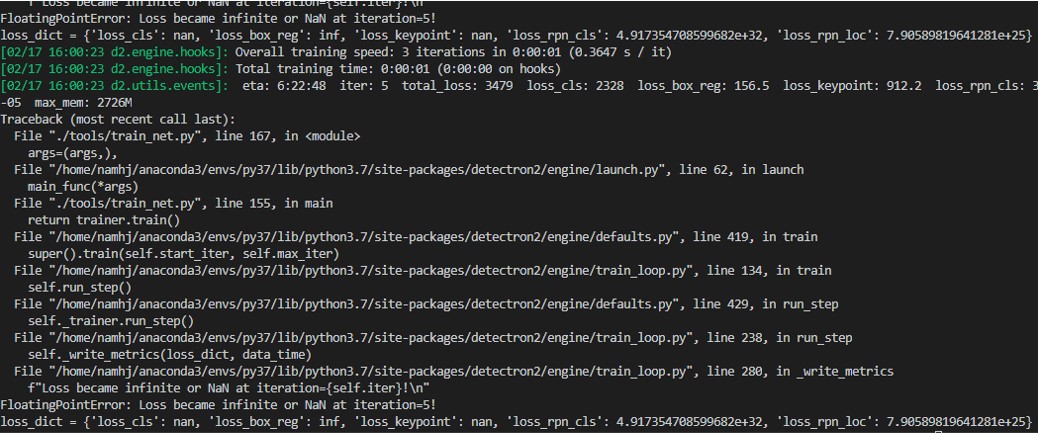 f"Loss became infinite or NaN at iteration={self.iter}!\n"
FloatingPointError: Loss became infinite or NaN at iteration=5!
loss_dict = {'loss_cls': nan, 'loss_box_reg': inf, 'loss_keypoint': nan, 'loss_rpn_cls': 4.917354708599682e+32, 'loss_rpn_loc': 7.90589819641281e+25}
[02/17 16:00:23 d2.engine.hooks]: Overall training speed: 3 iterations in 0:00:01 (0.3647 s / it)
[02/17 16:00:23 d2.engine.hooks]: Total training time: 0:00:01 (0:00:00 on hooks)
[02/17 16:00:23 d2.utils.events]:  eta: 6:22:48  iter: 5  total_loss: 3479  loss_cls: 2328  loss_box_reg: 156.5  loss_keypoint: 912.2  loss_rpn_cls: 3
-05  max_mem: 2726M
Traceback (most recent call last):
  File "./tools/train_net.py", line 167, in <module>
    args=(args,),
  File "/home/namhj/anaconda3/envs/py37/lib/python3.7/site-packages/detectron2/engine/launch.py", line 62, in launch
    main_func(*args)
  File "./tools/train_net.py", line 155, in main
    return trainer.train()
  File "/home/namhj/anaconda3/envs/py37/lib/python3.7/site-packages/detectron2/engine/defaults.py", line 419, in train
    super().train(self.start_iter, self.max_iter)
  File "/home/namhj/anaconda3/envs/py37/lib/python3.7/site-packages/detectron2/engine/train_loop.py", line 134, in train
    self.run_step()
  File "/home/namhj/anaconda3/envs/py37/lib/python3.7/site-packages/detectron2/engine/defaults.py", line 429, in run_step
    self._trainer.run_step()
  File "/home/namhj/anaconda3/envs/py37/lib/python3.7/site-packages/detectron2/engine/train_loop.py", line 238, in run_step
    self._write_metrics(loss_dict, data_time)
  File "/home/namhj/anaconda3/envs/py37/lib/python3.7/site-packages/detectron2/engine/train_loop.py", line 280, in _write_metrics
    f"Loss became infinite or NaN at iteration={self.iter}!\n"
FloatingPointError: Loss became infinite or NaN at iteration=5!
loss_dict = {'loss_cls': nan, 'loss_box_reg': inf, 'loss_keypoint': nan, 'loss_rpn_cls': 4.917354708599682e+32, 'loss_rpn_loc': 7.90589819641281e+25}